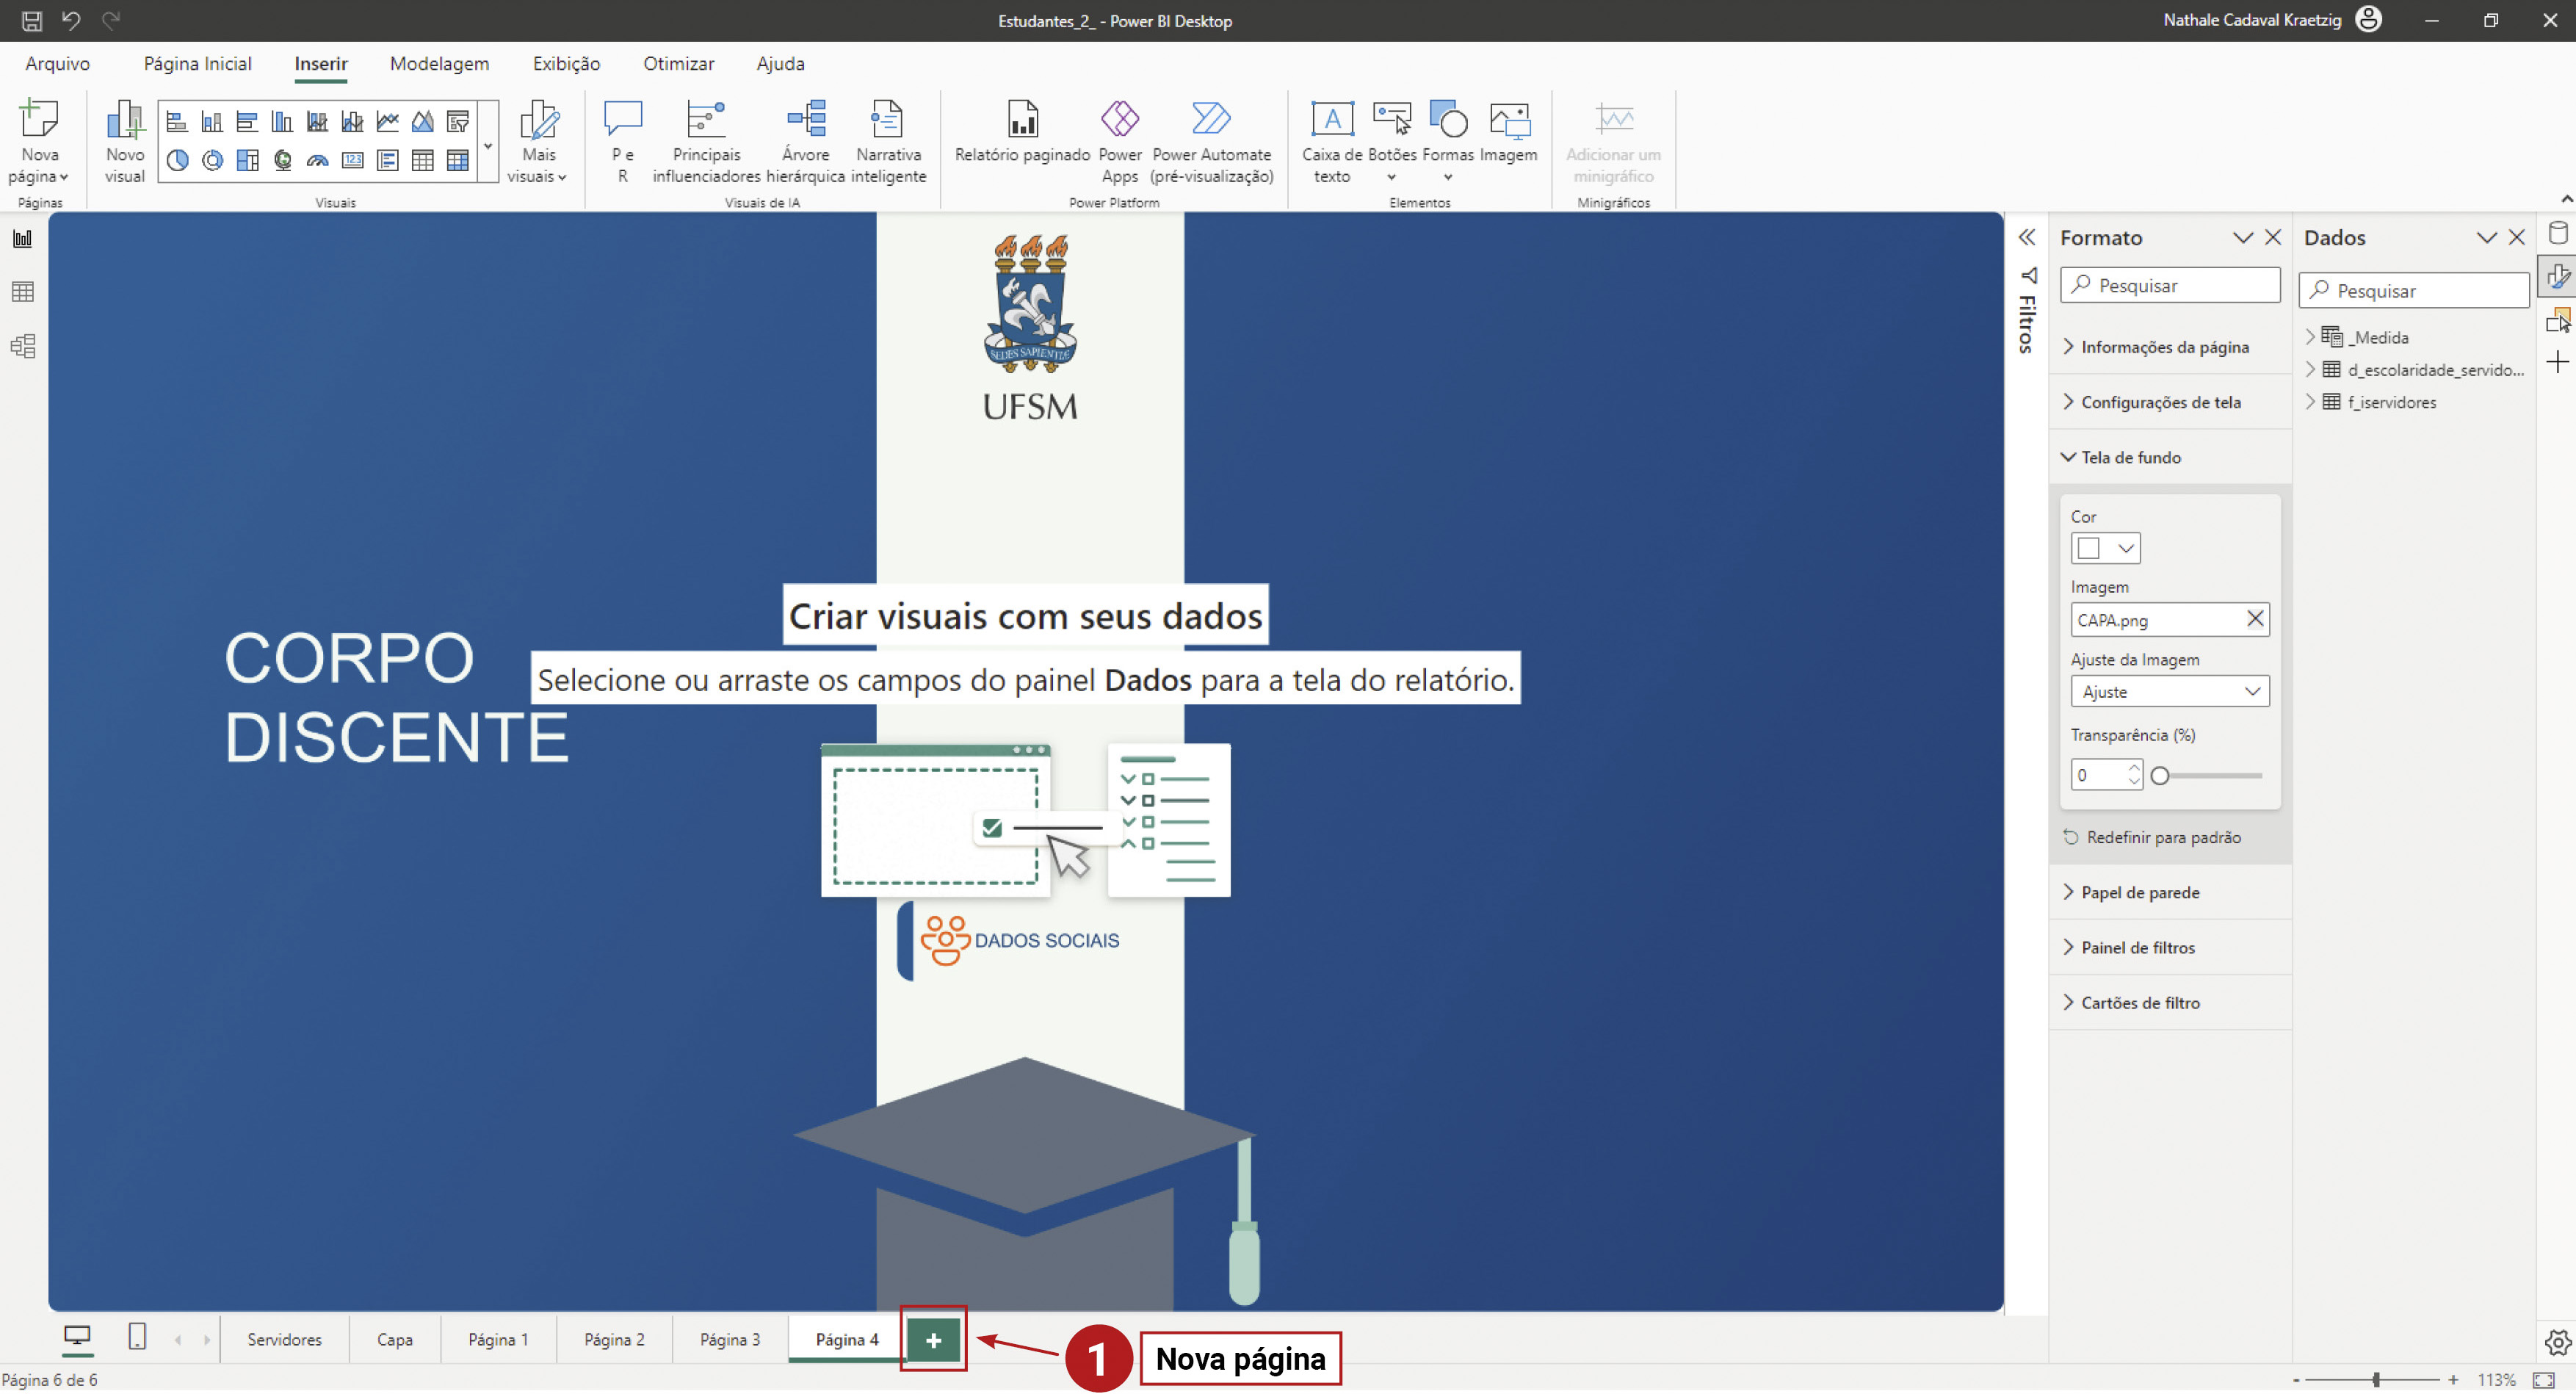 Estudantes_2_ - Power BI Desktop
Nathale Cadaval Kraetzig
Arquivo
Página Inicial
Inserir
Modelagem
Exibição
Otimizar
Ajuda
Nova página
Páginas
Novo visual
123
Mais visuais
Visuais
P e R
Principais influenciadores
Árvore hierárquica
Narrativa inteligente
Visuais de IA
Relatório paginado
Power Apps
Power Automate (pré-visualização)
Power Platform
A
Caixa de texto
Botões
Formas
Imagem
Elementos
Adicionar um minigráfico
Minigráficos
SEDES SAPIENTIÆ
UFSM
Criar visuais com seus dados
Selecione ou arraste os campos do painel Dados para a tela do relatório.
CORPO
DISCENTE
DADOS SOCIAIS
Filtros
Formato
Pesquisar
Informações da página
Configurações de tela
Tela de fundo
Cor
Imagem
CAPA.png
Ajuste da Imagem
Ajuste
Transparência (%)
0
Redefinir para padrão
Papel de parede
Painel de filtros
Cartões de filtro
Dados
Pesquisar
_Medida
d_escolaridade_servido...
f_iservidores
Servidores
Capa
Página 1
Página 2
Página 3
Página 4
+
1
Nova página
Página 6 de 6
- +
113%